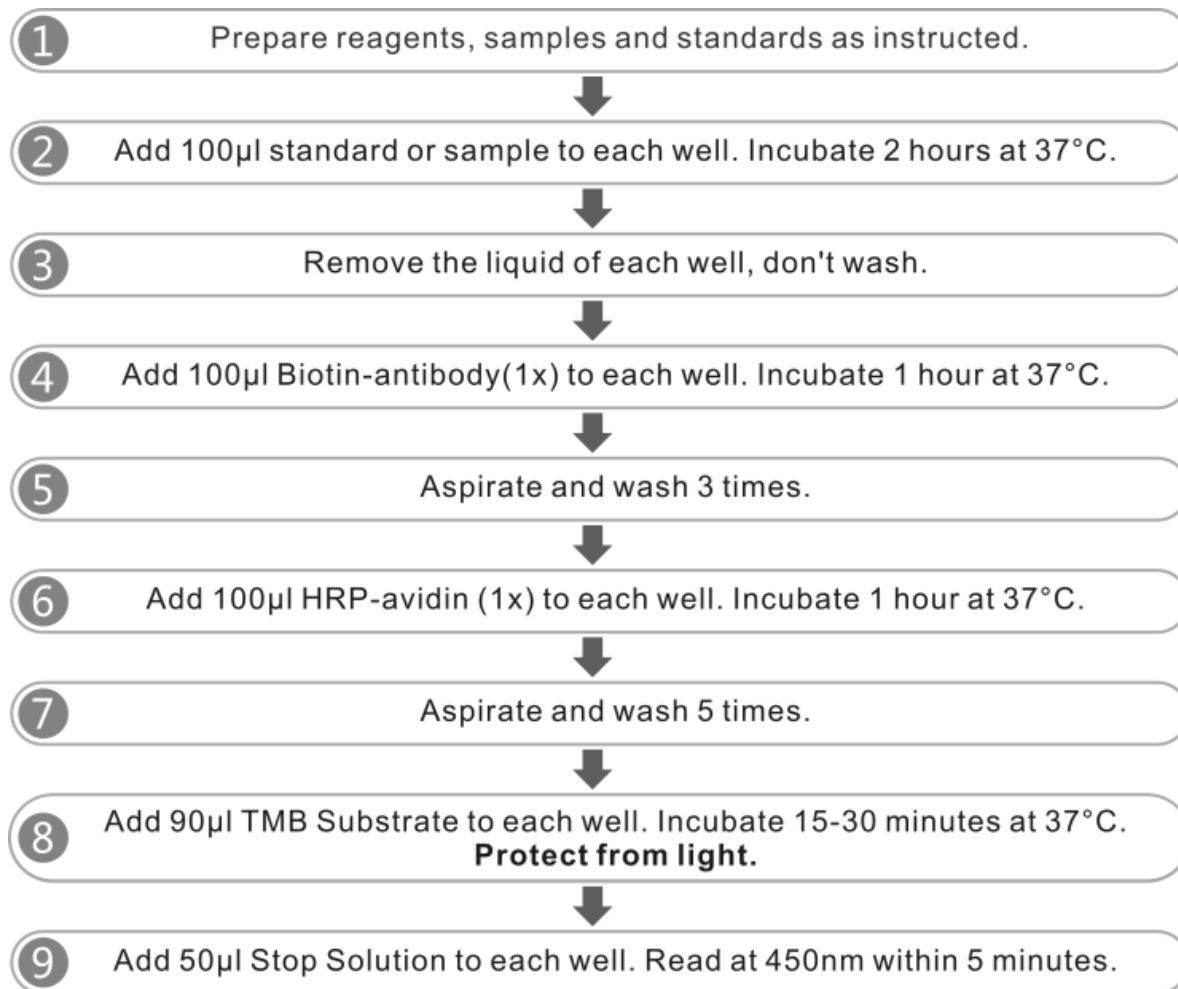 1 Prepare reagents, samples and standards as instructed.
2 Add 100μl standard or sample to each well. Incubate 2 hours at 37°C.
3 Remove the liquid of each well, don't wash.
4 Add 100μl Biotin-antibody(1x) to each well. Incubate 1 hour at 37°C.
5 Aspirate and wash 3 times.
6 Add 100μl HRP-avidin (1x) to each well. Incubate 1 hour at 37°C.
7 Aspirate and wash 5 times.
8 Add 90μl TMB Substrate to each well. Incubate 15-30 minutes at 37°C.
Protect from light.
9 Add 50μl Stop Solution to each well. Read at 450nm within 5 minutes.